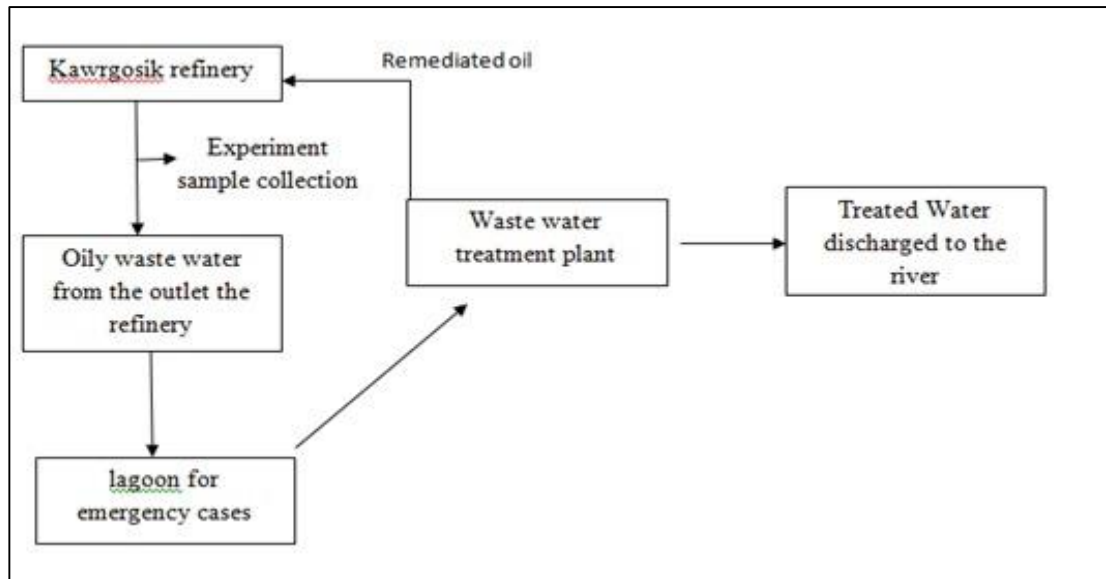 Kawrgosik refinery
Remediated oil
Experiment
sample collection
Oily waste water
from the outlet the
refinery
lagoon for
emergency cases
Waste water
treatment plant
Treated Water
discharged to the
river